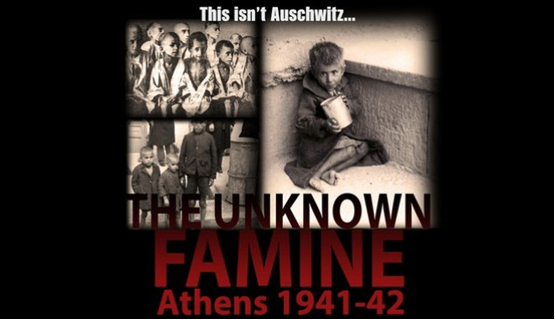 This isn't Auschwitz...
THE UNKNOWN
FAMINE
Athens 1941-42